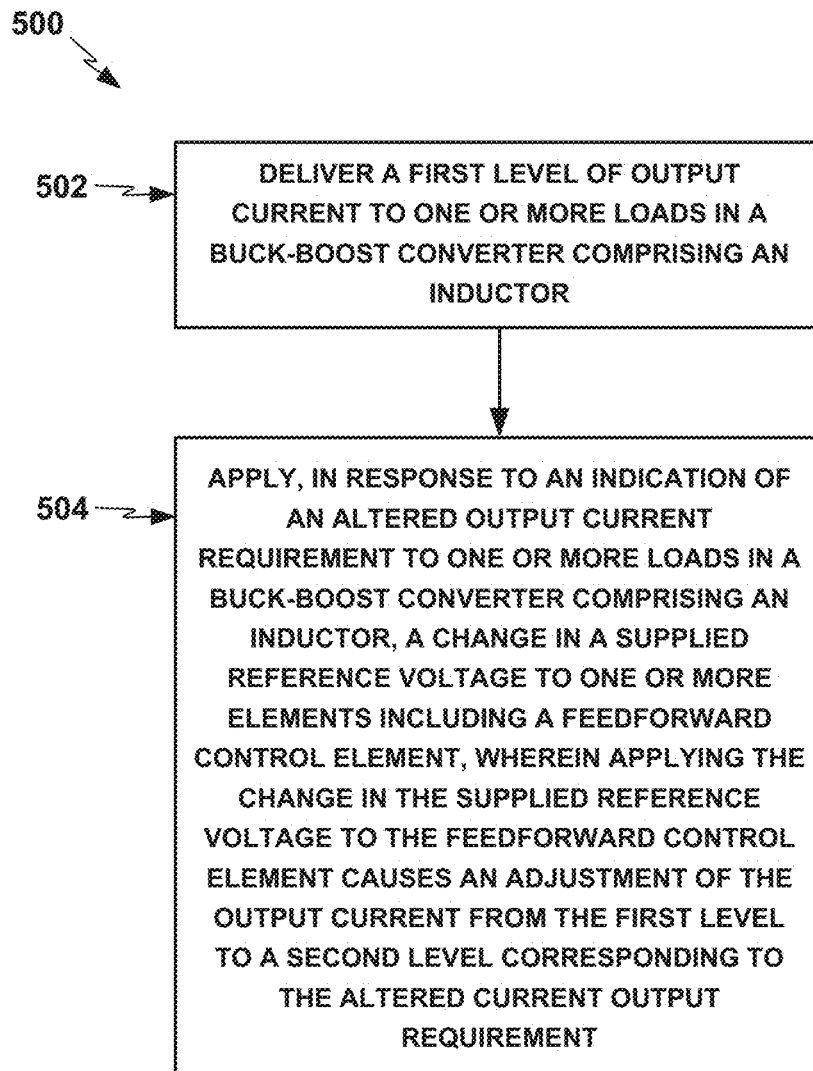 500
502
DELIVER A FIRST LEVEL OF OUTPUT
CURRENT TO ONE OR MORE LOADS IN A
BUCK-BOOST CONVERTER COMPRISING AN
INDUCTOR
504
APPLY, IN RESPONSE TO AN INDICATION OF
AN ALTERED OUTPUT CURRENT
REQUIREMENT TO ONE OR MORE LOADS IN A
BUCK-BOOST CONVERTER COMPRISING AN
INDUCTOR, A CHANGE IN A SUPPLIED
REFERENCE VOLTAGE TO ONE OR MORE
ELEMENTS INCLUDING A FEEDFORWARD
CONTROL ELEMENT, WHEREIN APPLYING THE
CHANGE IN THE SUPPLIED REFERENCE
VOLTAGE TO THE FEEDFORWARD CONTROL
ELEMENT CAUSES AN ADJUSTMENT OF THE
OUTPUT CURRENT FROM THE FIRST LEVEL
TO A SECOND LEVEL CORRESPONDING TO
THE ALTERED CURRENT OUTPUT
REQUIREMENT